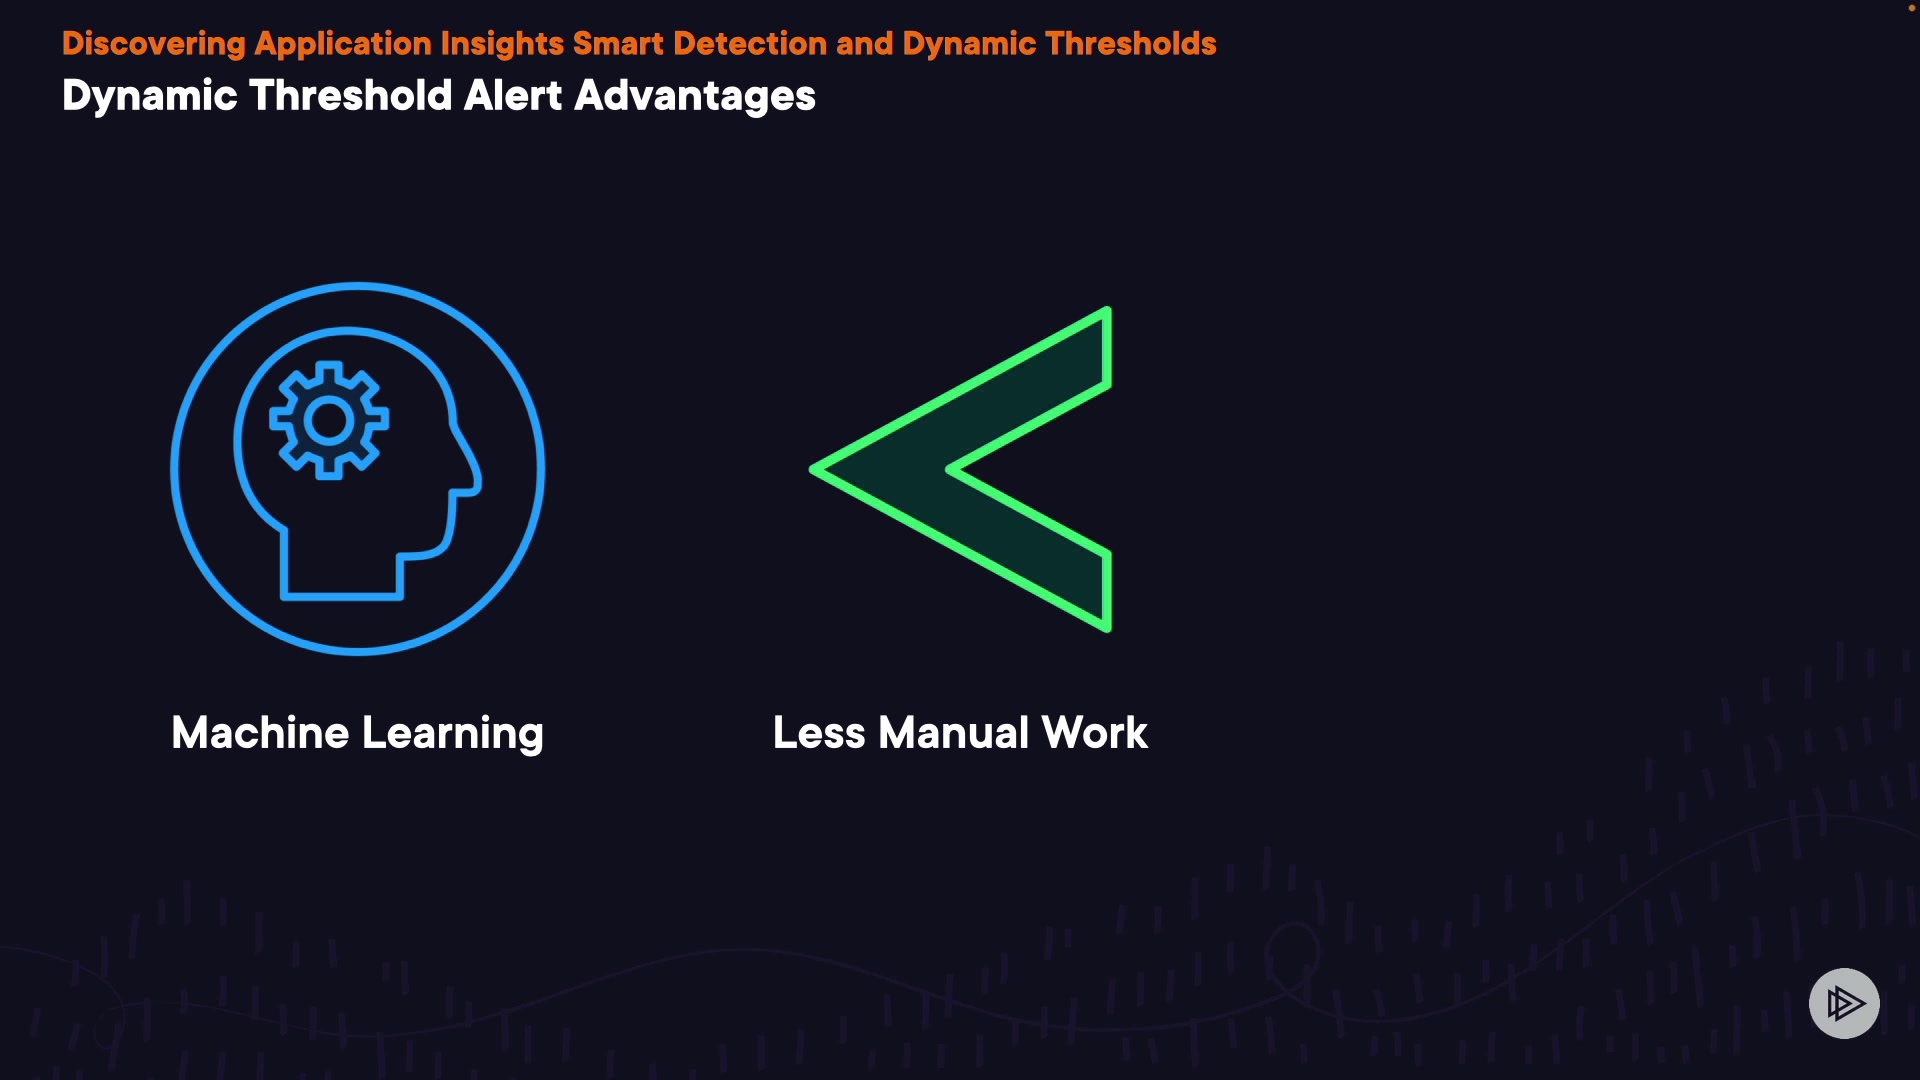 Discovering Application Insights Smart Detection and Dynamic Thresholds
Dynamic Threshold Alert Advantages
Machine Learning
Less Manual Work